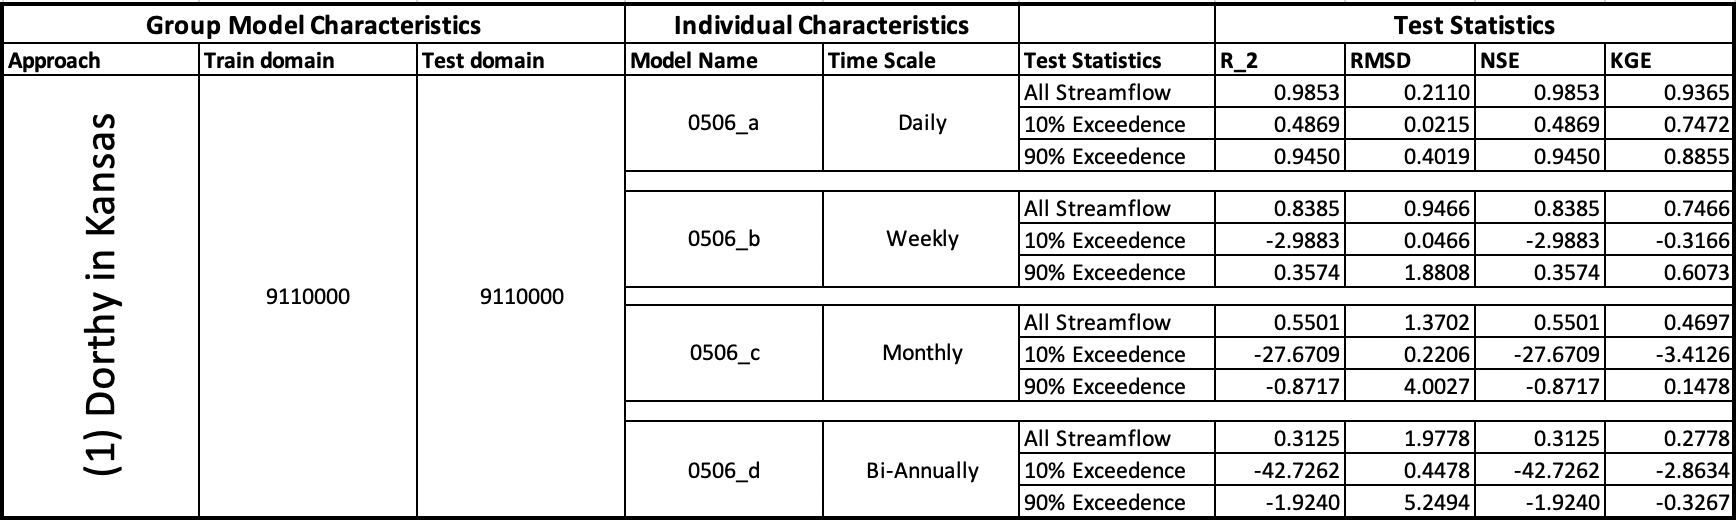 Group Model Characteristics Individual Characteristics Test Statistics
Approach Train domain Test domain Model Name Time Scale Test Statistics R_2 RMSD NSE KGE
(1) Dorthy in Kansas
9110000 9110000
0506_a Daily
All Streamflow 0.9853 0.2110 0.9853 0.9365
10% Exceedence 0.4869 0.0215 0.4869 0.7472
90% Exceedence 0.9450 0.4019 0.9450 0.8855
0506_b Weekly
All Streamflow 0.8385 0.9466 0.8385 0.7466
10% Exceedence -2.9883 0.0466 -2.9883 -0.3166
90% Exceedence 0.3574 1.8808 0.3574 0.6073
0506_c Monthly
All Streamflow 0.5501 1.3702 0.5501 0.4697
10% Exceedence -27.6709 0.2206 -27.6709 -3.4126
90% Exceedence -0.8717 4.0027 -0.8717 0.1478
0506_d Bi-Annually
All Streamflow 0.3125 1.9778 0.3125 0.2778
10% Exceedence -42.7262 0.4478 -42.7262 -2.8634
90% Exceedence -1.9240 5.2494 -1.9240 -0.3267